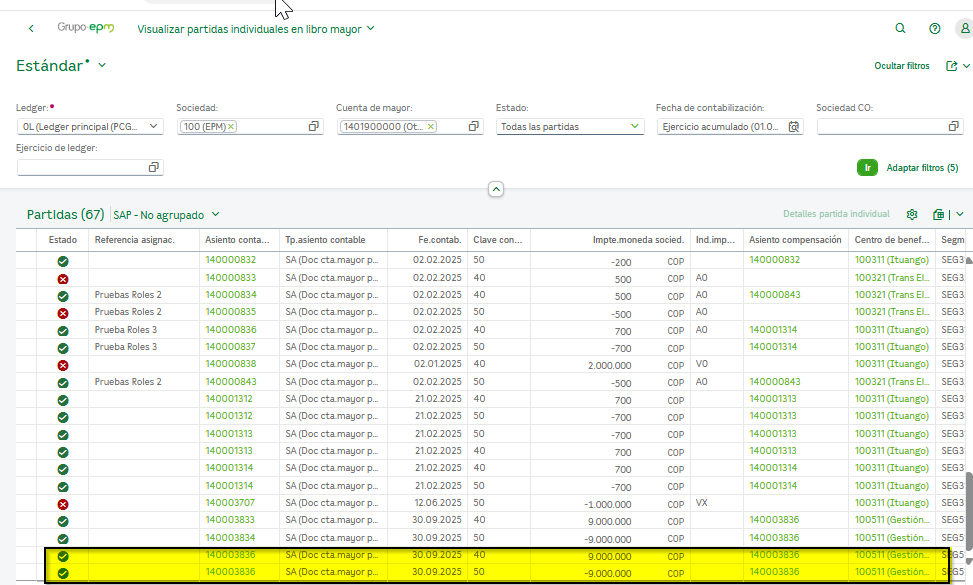 Grupo·epm Visualizar partidas individuales en libro mayor
Estándar* Ocultar filtros
Ledger:* Sociedad: Cuenta de mayor: Estado: Fecha de contabilización: Sociedad CO:
0L (Ledger principal (PCG... 100 (EPM) 1401900000 (Ot... Todas las partidas Ejercicio acumulado (01.0...
Ejercicio de ledger:
Ir Adaptar filtros (5)
Partidas (67) SAP - No agrupado Detalles partida individual
Estado Referencia asignac. Asiento conta... Tp.asiento contable Fe.contab. Clave con... Impte.moneda socied. Ind.imp... Asiento compensación Centro de benef... Segm
140000832 SA (Doc cta.mayor p... 02.02.2025 50 -200 COP 140000832 100311 (Ituango) SEG3
140000833 SA (Doc cta.mayor p... 02.02.2025 40 500 COP A0 100321 (Trans El... SEG3
Pruebas Roles 2 140000834 SA (Doc cta.mayor p... 02.02.2025 40 500 COP A0 140000843 100321 (Trans El... SEG3
Pruebas Roles 2 140000835 SA (Doc cta.mayor p... 02.02.2025 50 -500 COP A0 100321 (Trans El... SEG3
Prueba Roles 3 140000836 SA (Doc cta.mayor p... 02.02.2025 40 700 COP A0 140001314 100311 (Ituango) SEG3
Prueba Roles 3 140000837 SA (Doc cta.mayor p... 02.02.2025 50 -700 COP 140001314 100311 (Ituango) SEG3
140000838 SA (Doc cta.mayor p... 02.01.2025 40 2.000.000 COP V0 100311 (Ituango) SEG3
Pruebas Roles 2 140000843 SA (Doc cta.mayor p... 02.02.2025 50 -500 COP A0 140000843 100321 (Trans El... SEG3
140001312 SA (Doc cta.mayor p... 21.02.2025 40 700 COP 140001312 100311 (Ituango) SEG3
140001312 SA (Doc cta.mayor p... 21.02.2025 50 -700 COP 140001312 100311 (Ituango) SEG3
140001313 SA (Doc cta.mayor p... 21.02.2025 50 -700 COP 140001313 100311 (Ituango) SEG3
140001313 SA (Doc cta.mayor p... 21.02.2025 40 700 COP 140001313 100311 (Ituango) SEG3
140001314 SA (Doc cta.mayor p... 21.02.2025 40 700 COP 140001314 100311 (Ituango) SEG3
140001314 SA (Doc cta.mayor p... 21.02.2025 50 -700 COP 140001314 100311 (Ituango) SEG3
140003707 SA (Doc cta.mayor p... 12.06.2025 50 -1.000.000 COP VX 100311 (Ituango) SEG3
140003833 SA (Doc cta.mayor p... 30.09.2025 40 9.000.000 COP 140003836 100511 (Gestión... SEG5
140003834 SA (Doc cta.mayor p... 30.09.2025 50 -9.000.000 COP 140003836 100511 (Gestión... SEG5
140003836 SA (Doc cta.mayor p... 30.09.2025 40 9.000.000 COP 140003836 100511 (Gestión... SEG5
140003836 SA (Doc cta.mayor p... 30.09.2025 50 -9.000.000 COP 140003836 100511 (Gestión... SEG5